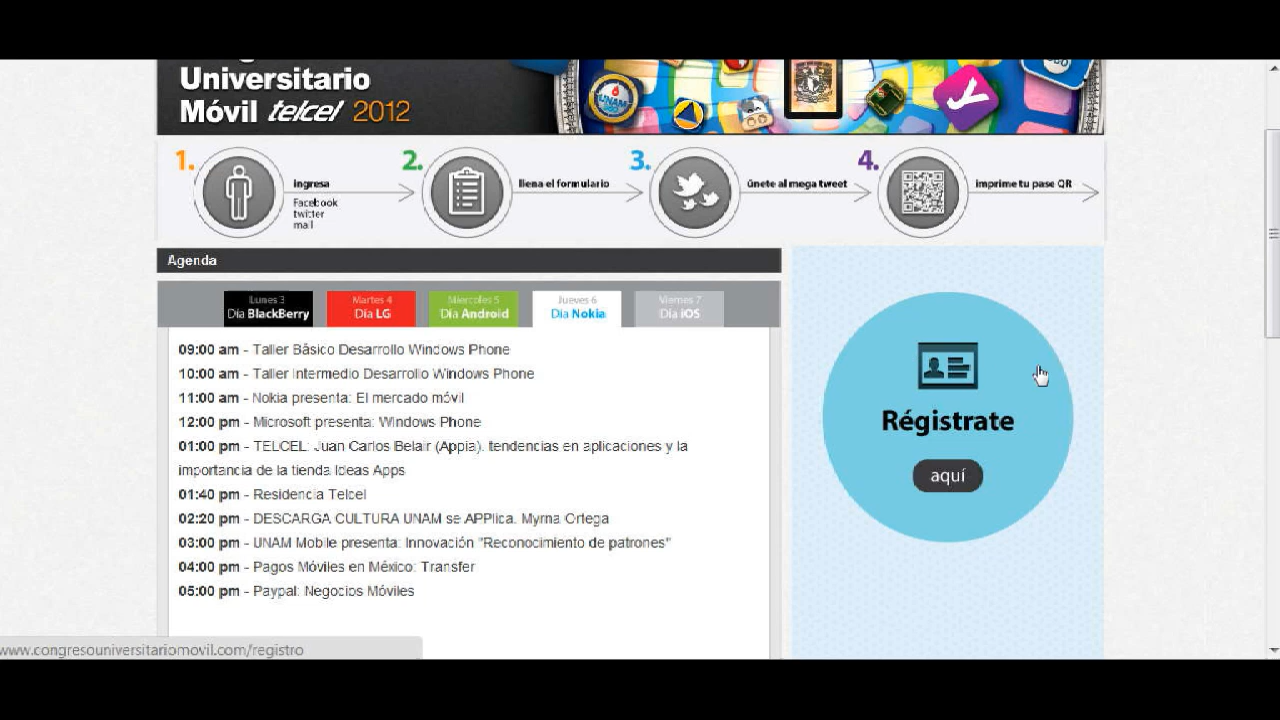 Universitario
Móvil telcel 2012
UNAM
1.
ingresa
Facebook
twitter
mail
2.
llena el formulario
3.
únete al mega tweet
4.
imprime tu pase QR
Agenda
Lunes 3
Día BlackBerry
Martes 4
Día LG
Miércoles 5
Día Android
Jueves 6
Día Nokia
Viernes 7
Día iOS
09:00 am - Taller Básico Desarrollo Windows Phone
10:00 am - Taller Intermedio Desarrollo Windows Phone
11:00 am - Nokia presenta: El mercado móvil
12:00 pm - Microsoft presenta: Windows Phone
01:00 pm - TELCEL: Juan Carlos Belair (Appia). tendencias en aplicaciones y la
importancia de la tienda Ideas Apps
01:40 pm - Residencia Telcel
02:20 pm - DESCARGA CULTURA UNAM se APPlica. Myrna Ortega
03:00 pm - UNAM Mobile presenta: Innovación "Reconocimiento de patrones"
04:00 pm - Pagos Móviles en México: Transfer
05:00 pm - Paypal: Negocios Móviles
Régistrate
aquí
www.congresouniversitariomovil.com/registro